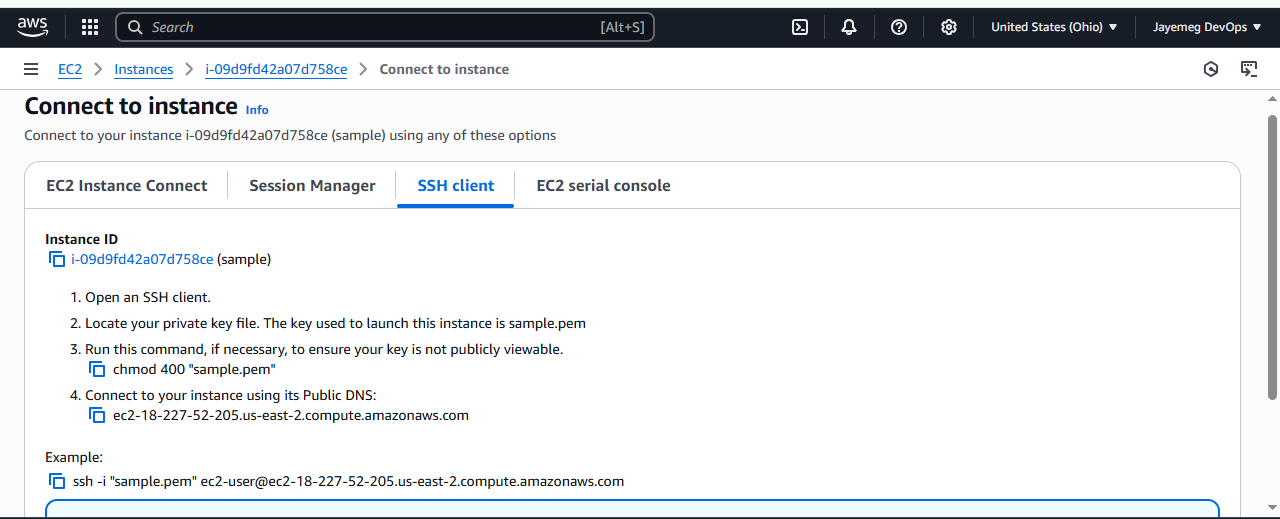 aws
Search [Alt+S] United States (Ohio) Jayemeg DevOps
EC2 Instances i-09d9fd42a07d758ce Connect to instance
Connect to instance Info
Connect to your instance i-09d9fd42a07d758ce (sample) using any of these options
EC2 Instance Connect Session Manager SSH client EC2 serial console
Instance ID
i-09d9fd42a07d758ce (sample)
1. Open an SSH client.
2. Locate your private key file. The key used to launch this instance is sample.pem
3. Run this command, if necessary, to ensure your key is not publicly viewable.
chmod 400 "sample.pem"
4. Connect to your instance using its Public DNS:
ec2-18-227-52-205.us-east-2.compute.amazonaws.com
Example:
ssh -i "sample.pem" ec2-user@ec2-18-227-52-205.us-east-2.compute.amazonaws.com